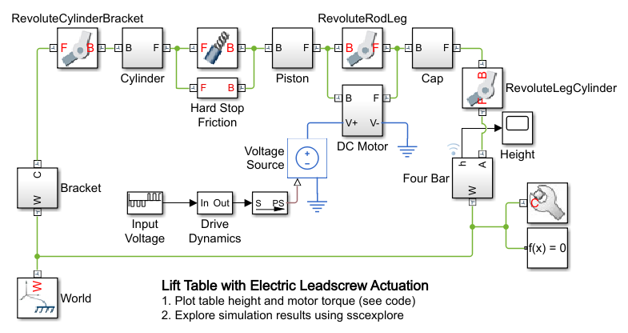 RevoluteCylinderBracket
RevoluteRodLeg
F B
B F
F B
B F
F B
B F
Cylinder
Piston
Cap
F B
Hard Stop
Friction
B
F
RevoluteLegCylinder
B F
V+ V-
DC Motor
Voltage
Source
Height
h A
W
Four Bar
C
W
Bracket
Input
Voltage
In Out
Drive
Dynamics
S PS
C
f(x) = 0
W
World
Lift Table with Electric Leadscrew Actuation
1. Plot table height and motor torque (see code)
2. Explore simulation results using sscexplore